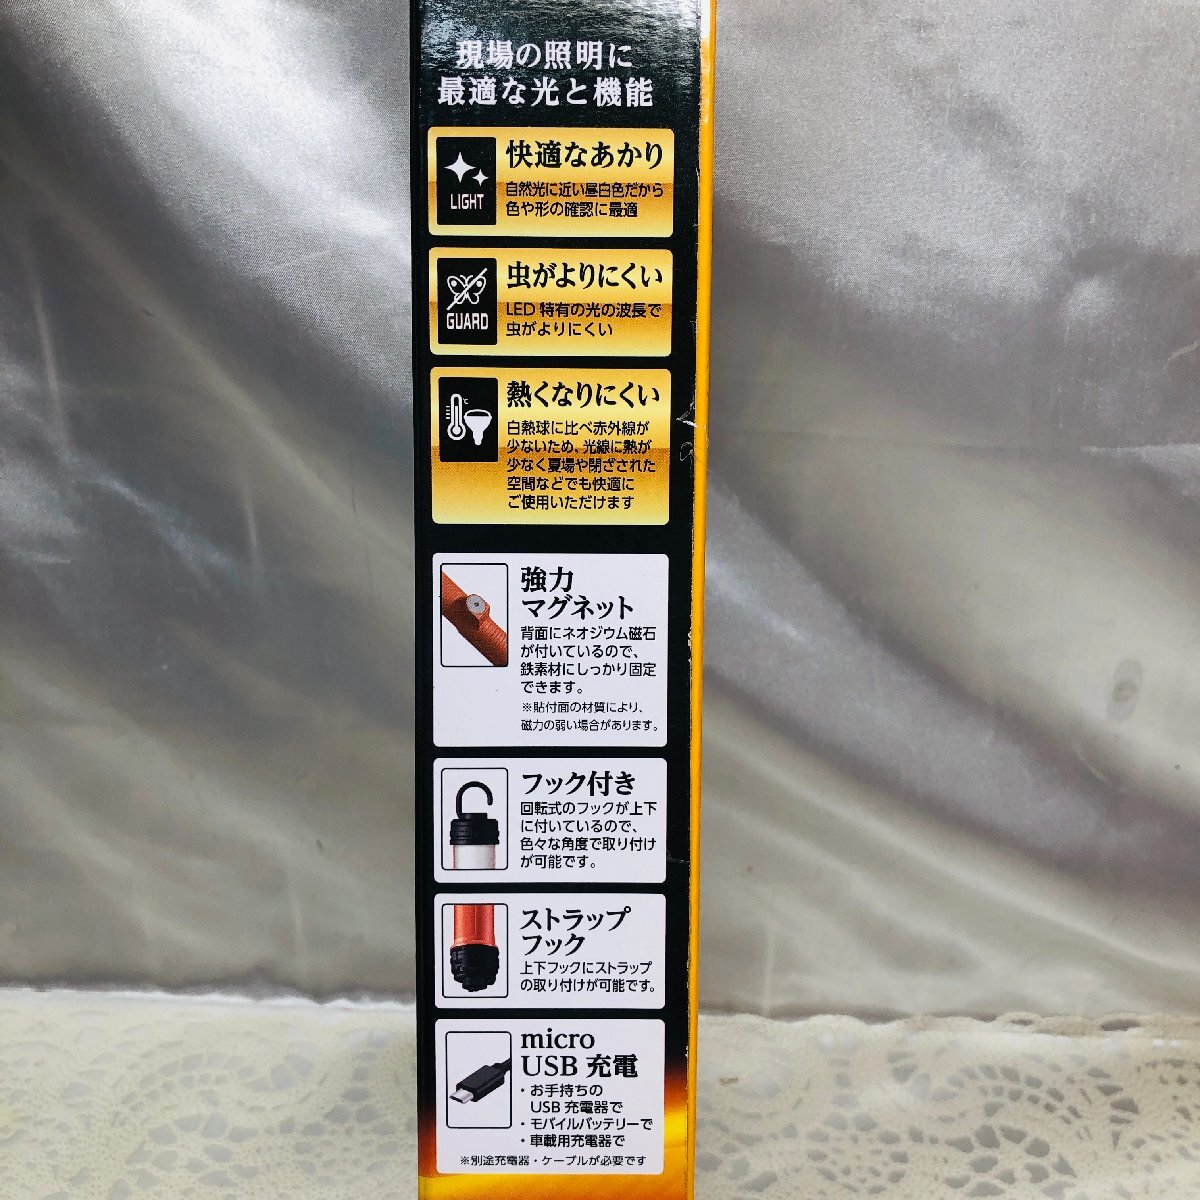 現場の照明に
最適な光と機能
LIGHT
快適なあかり
自然光に近い昼白色だから
色や形の確認に最適
GUARD
虫がよりにくい
LED 特有の光の波長で
虫がよりにくい
℃
熱くなりにくい
白熱球に比べ赤外線が
少ないため、光線に熱が
少なく夏場や閉ざされた
空間などでも快適に
ご使用いただけます
強力
マグネット
背面にネオジウム磁石
が付いているので、
鉄素材にしっかり固定
できます。
※貼付面の材質により、
磁力の弱い場合があります。
フック付き
回転式のフックが上下
に付いているので、
色々な角度で取り付け
が可能です。
ストラップ
フック
上下フックにストラップ
の取り付けが可能です。
micro
USB 充電
・お手持ちの
USB 充電器で
・モバイルバッテリーで
・車載用充電器で
※別途充電器・ケーブルが必要です